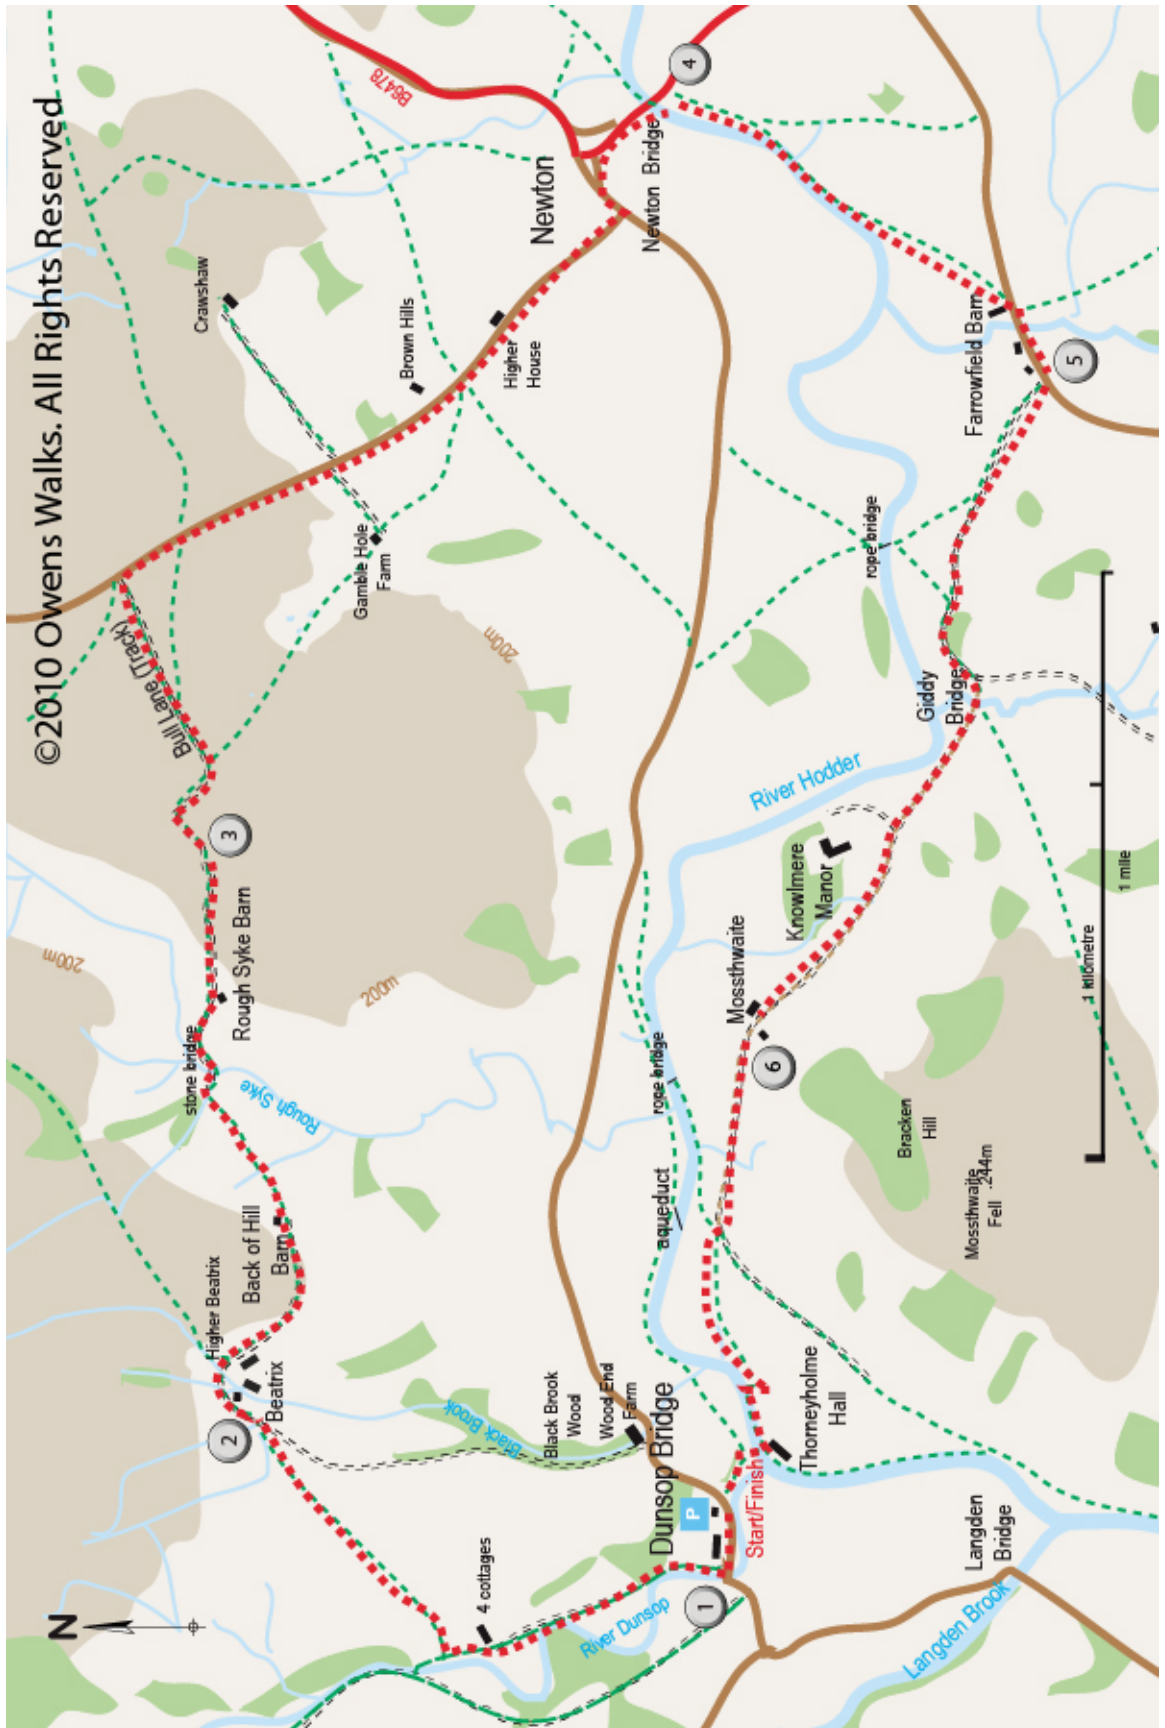 ©2010 Owens Walks. All Rights Reserved
N
Crawshaw
B6478
4
Newton
Newton
Bridge
Brown Hills
Higher
House
Gamble Hole
Farm
Bull Lane (Track)
200m
3
Rough Syke Barn
stone bridge
Rough Syke
200m
200m
Higher Beatrix
Back of Hill
Barn
Beatrix
2
4 cottages
Black Brook
Black Brook
Wood
Wood End
Farm
Dunsop Bridge
P
Start/Finish
1
River Dunsop
Thorneyholme
Hall
Langden
Bridge
Langden Brook
aqueduct
rope bridge
Mossthwaite
6
Knowlmere
Manor
River Hodder
Giddy
Bridge
rope bridge
Farrowfield Barn
5
Bracken
Hill
Mossthwaite
Fell
.244m
1 kilometre
1 mile